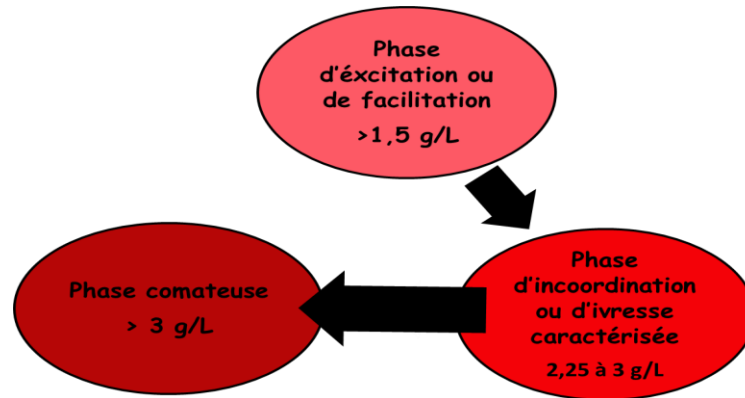 Phase
d'éxcitation ou
de facilitation
>1,5 g/L
Phase
d'incoordination
ou d'ivresse
caractérisée
2,25 à 3 g/L
Phase comateuse
> 3 g/L